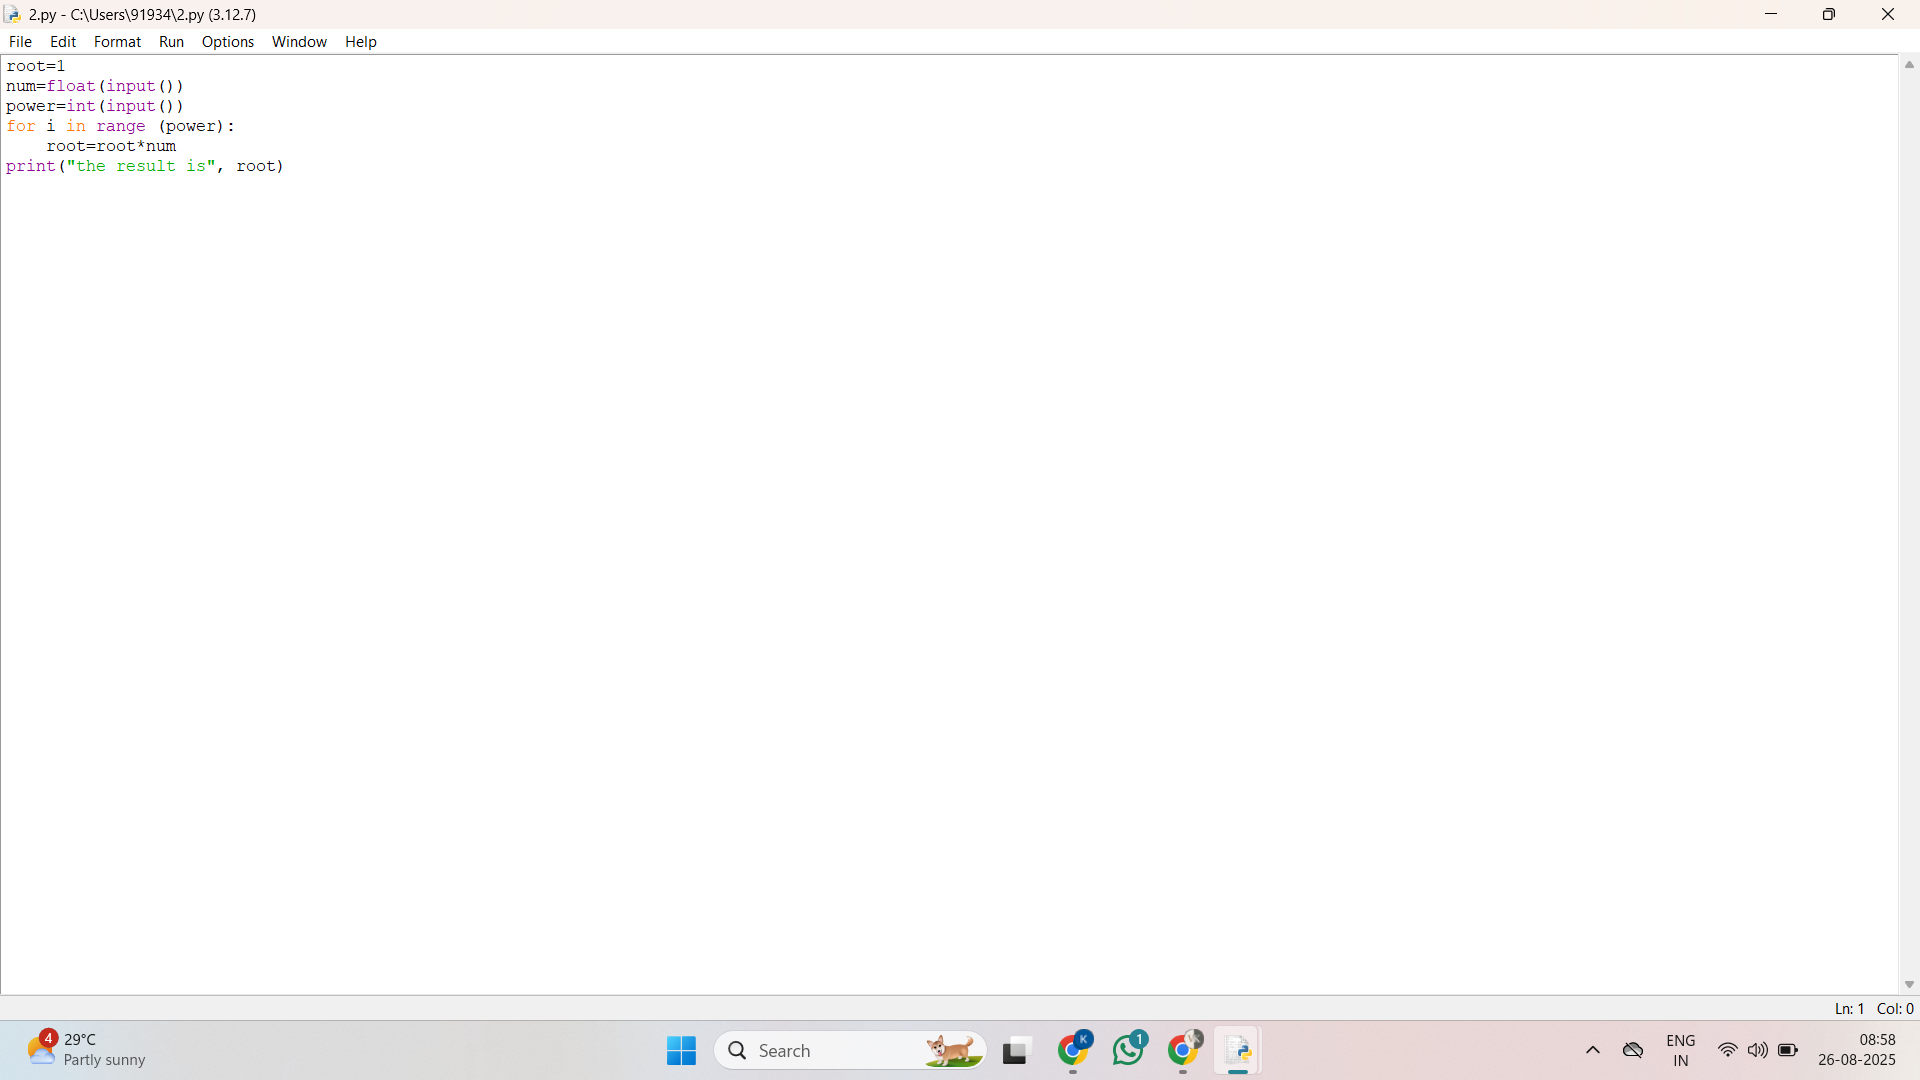 2.py - C:\Users\91934\2.py (3.12.7)
File Edit Format Run Options Window Help
root=1
num=float(input())
power=int(input())
for i in range (power):
    root=root*num
print("the result is", root)
Ln: 1 Col: 0
4
29°C
Partly sunny
Search
K
1
VK
ENG
IN
08:58
26-08-2025